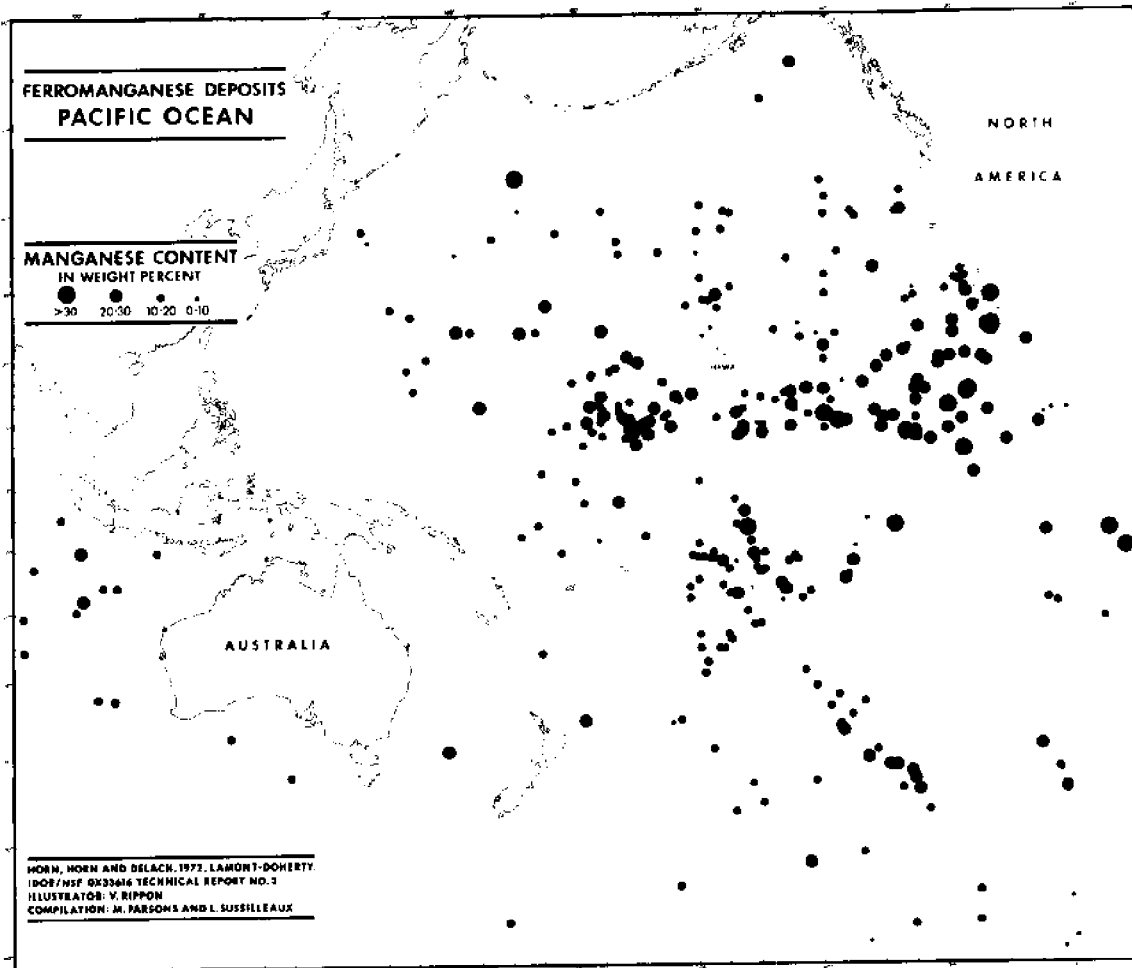 FERROMANGANESE DEPOSITS
PACIFIC OCEAN
NORTH
AMERICA
MANGANESE CONTENT
IN WEIGHT PERCENT
>30 20-30 10-20 0-10
AUSTRALIA
HORN, HORN AND DELACH, 1972, LAMONT-DOHERTY
IDOE/NSF GX33616 TECHNICAL REPORT NO. 3
ILLUSTRATOR: V. RIPPON
COMPILATION: M. PARSONS AND L. SUSSILLEAUX